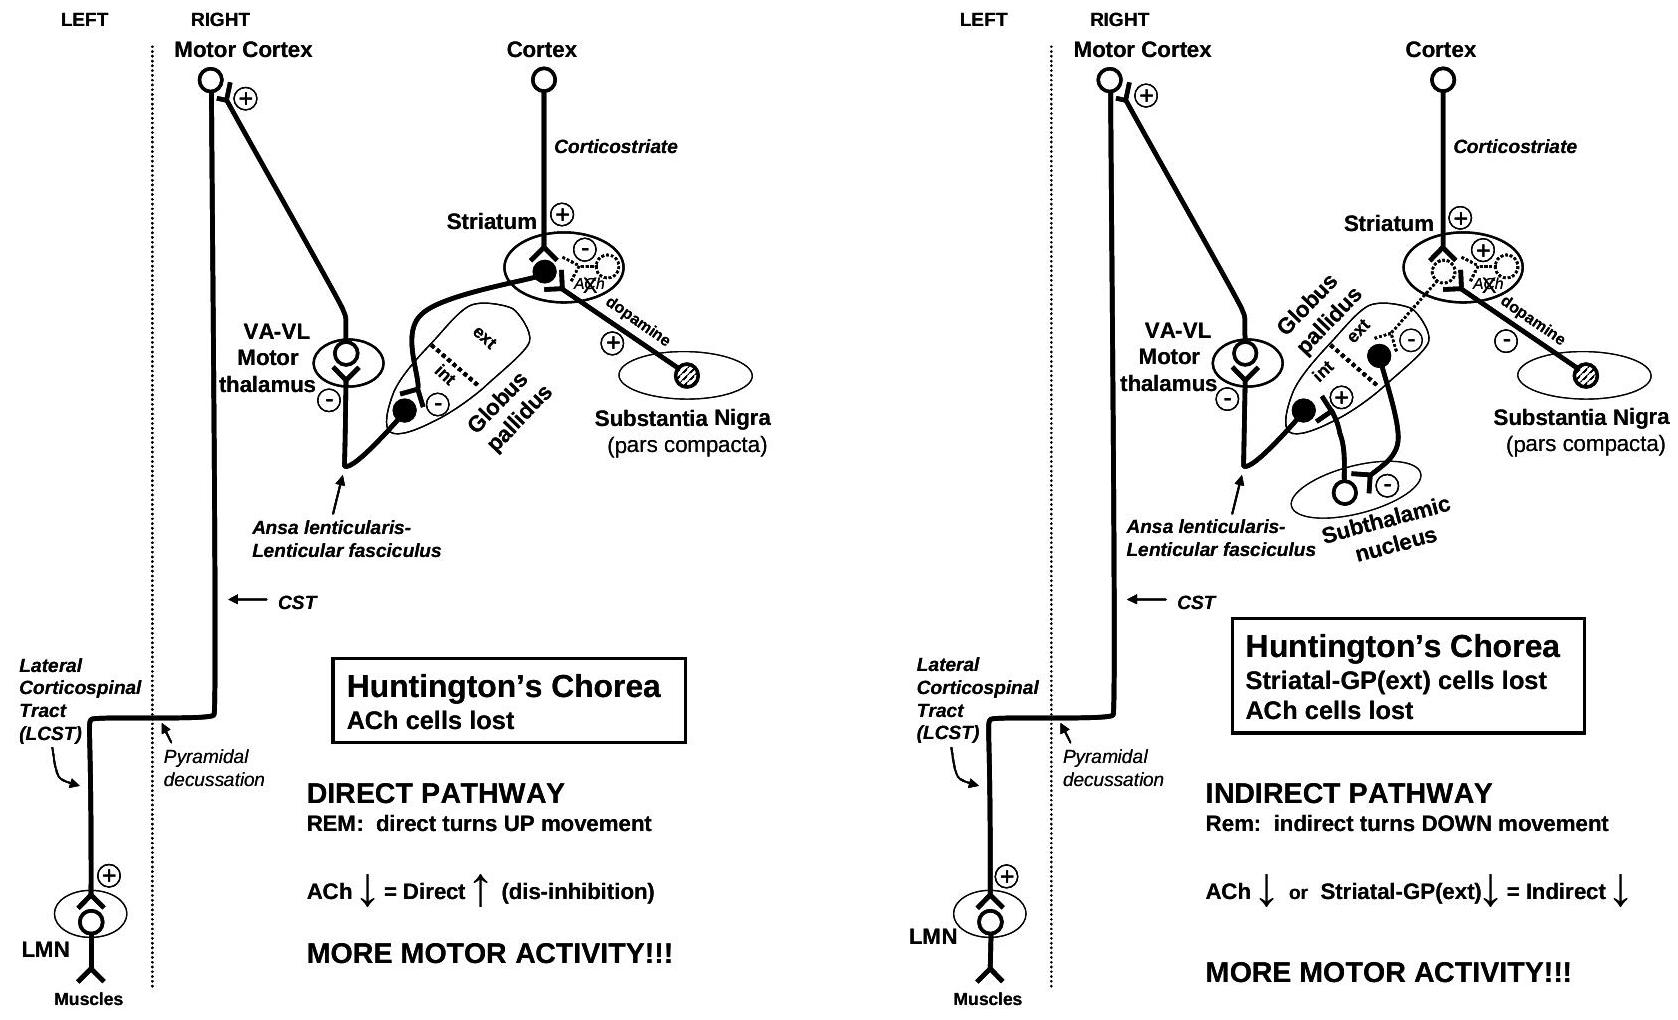 LEFT
RIGHT
Motor Cortex
Cortex
+
Corticostriate
Striatum
+
-
ACh
dopamine
+
VA-VL
Motor
thalamus
-
ext
int
-
Globus
pallidus
Substantia Nigra
(pars compacta)
Ansa lenticularis-
Lenticular fasciculus
CST
Lateral
Corticospinal
Tract
(LCST)
Pyramidal
decussation
Huntington's Chorea
ACh cells lost
DIRECT PATHWAY
REM: direct turns UP movement
ACh ↓ = Direct ↑ (dis-inhibition)
MORE MOTOR ACTIVITY!!!
+
LMN
Muscles
LEFT
RIGHT
Motor Cortex
Cortex
+
Corticostriate
Striatum
+
+
ACh
dopamine
-
Globus
pallidus
ext
int
-
+
VA-VL
Motor
thalamus
-
Substantia Nigra
(pars compacta)
-
Subthalamic
nucleus
Ansa lenticularis-
Lenticular fasciculus
CST
Lateral
Corticospinal
Tract
(LCST)
Pyramidal
decussation
Huntington's Chorea
Striatal-GP(ext) cells lost
ACh cells lost
INDIRECT PATHWAY
Rem: indirect turns DOWN movement
ACh ↓ or Striatal-GP(ext)↓ = Indirect ↓
MORE MOTOR ACTIVITY!!!
+
LMN
Muscles